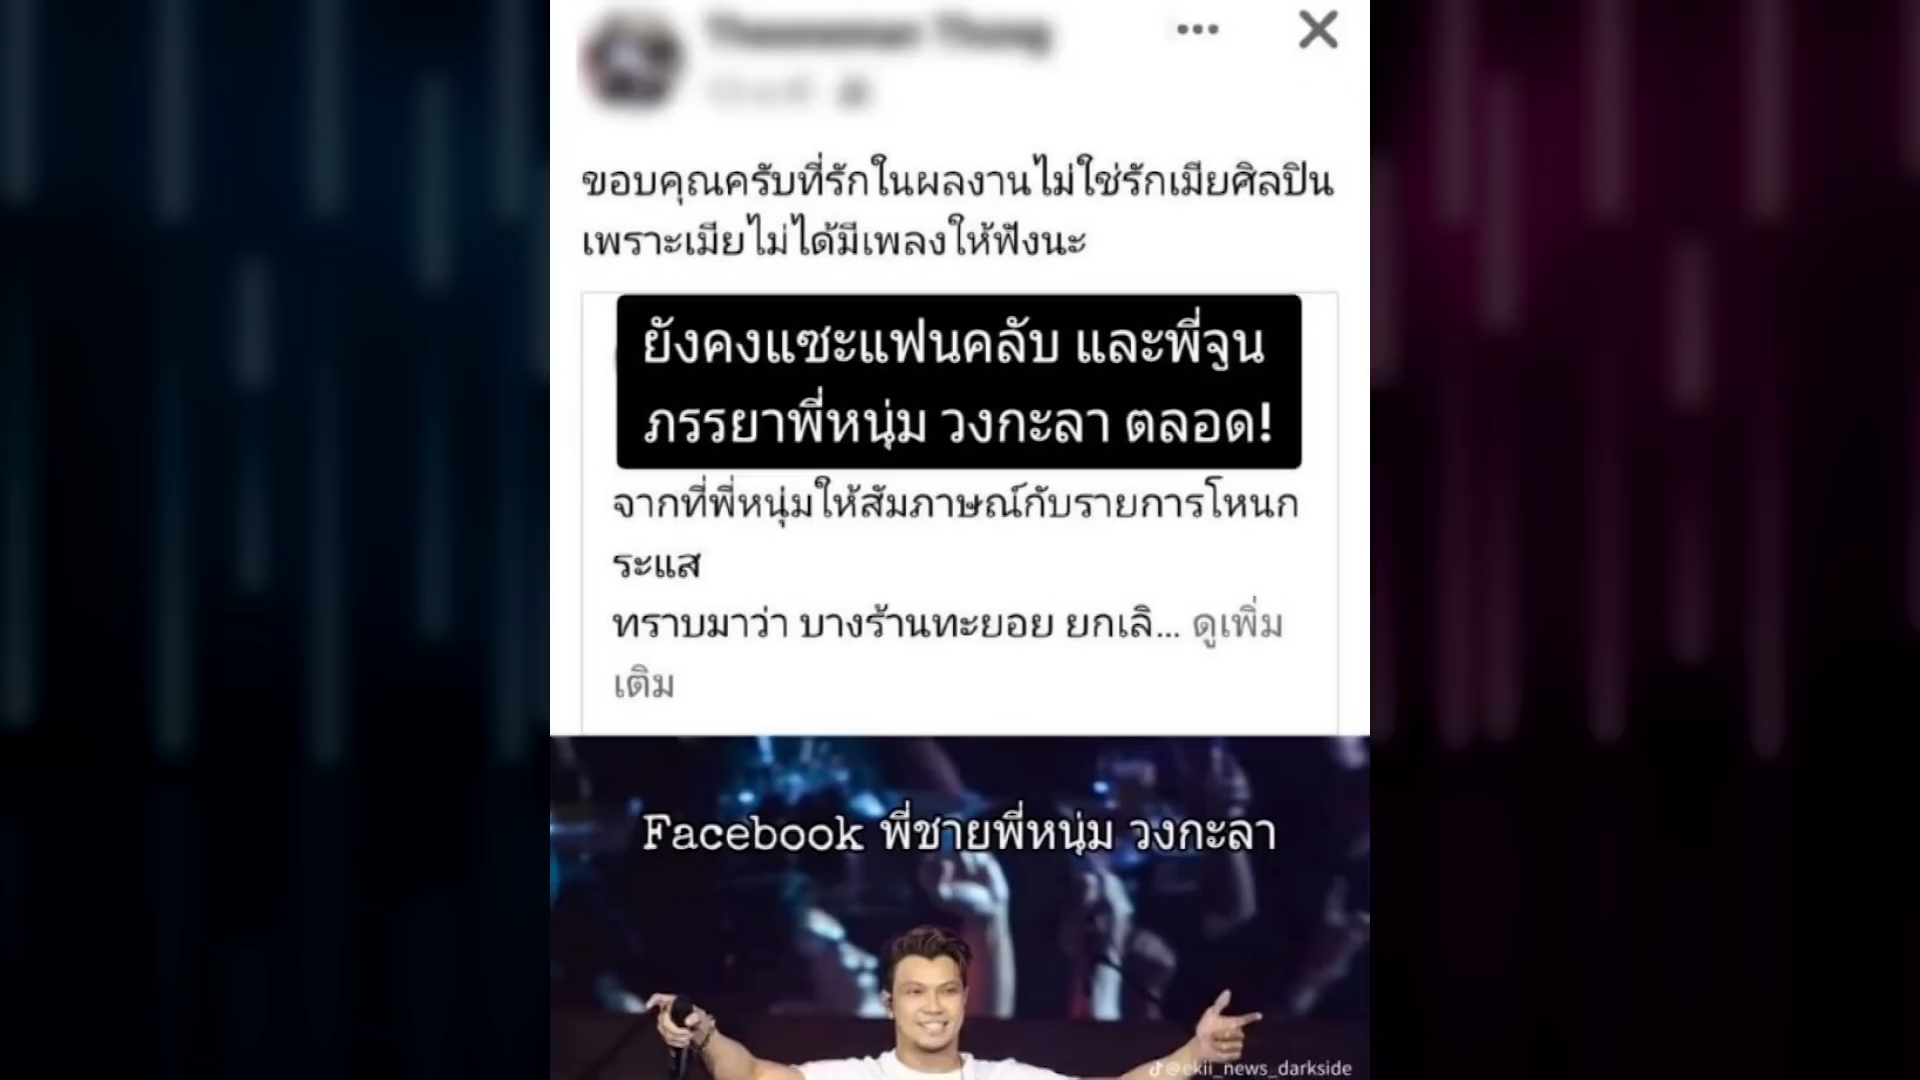 ขอบคุณครับที่รักในผลงานไม่ใช่รักเมียศิลปิน
เพราะเมียไม่ได้มีเพลงให้ฟังนะ
ยังคงแซะแฟนคลับ และพี่จูน
ภรรยาพี่หนุ่ม วงกะลา ตลอด!
จากที่พี่หนุ่มให้สัมภาษณ์กับรายการโหนก
ระแส
ทราบมาว่า บางร้านทะยอย ยกเลิ... ดูเพิ่ม
เติม
Facebook พี่ชายพี่หนุ่ม วงกะลา
@ekii_news_darkside